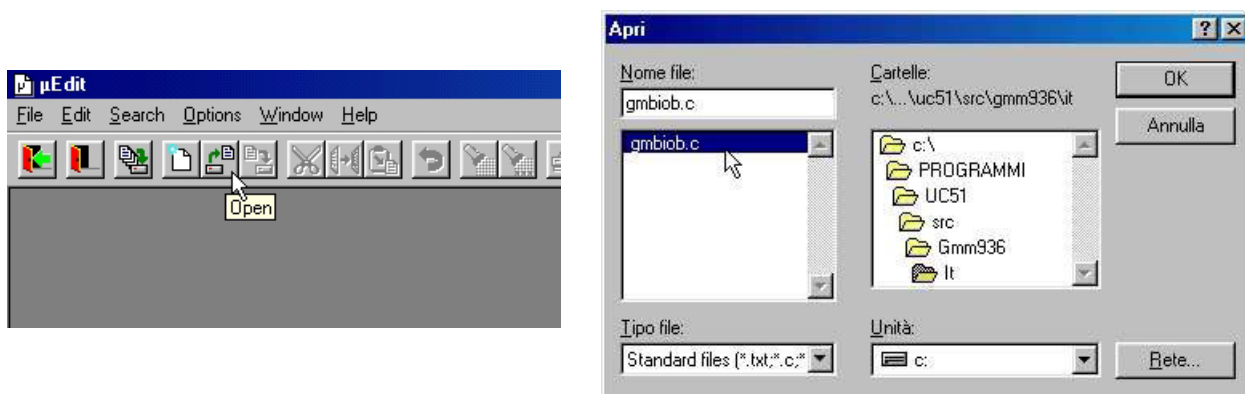 µEdit
File Edit Search Options Window Help
Open
Apri
Nome file:
gmbiob.c
gmbiob.c
Cartelle:
c:\...\uc51\src\gmm936\it
c:\
PROGRAMMI
UC51
src
Gmm936
It
OK
Annulla
Tipo file:
Standard files (*.txt;*.c;*
Unità:
c:
Rete...